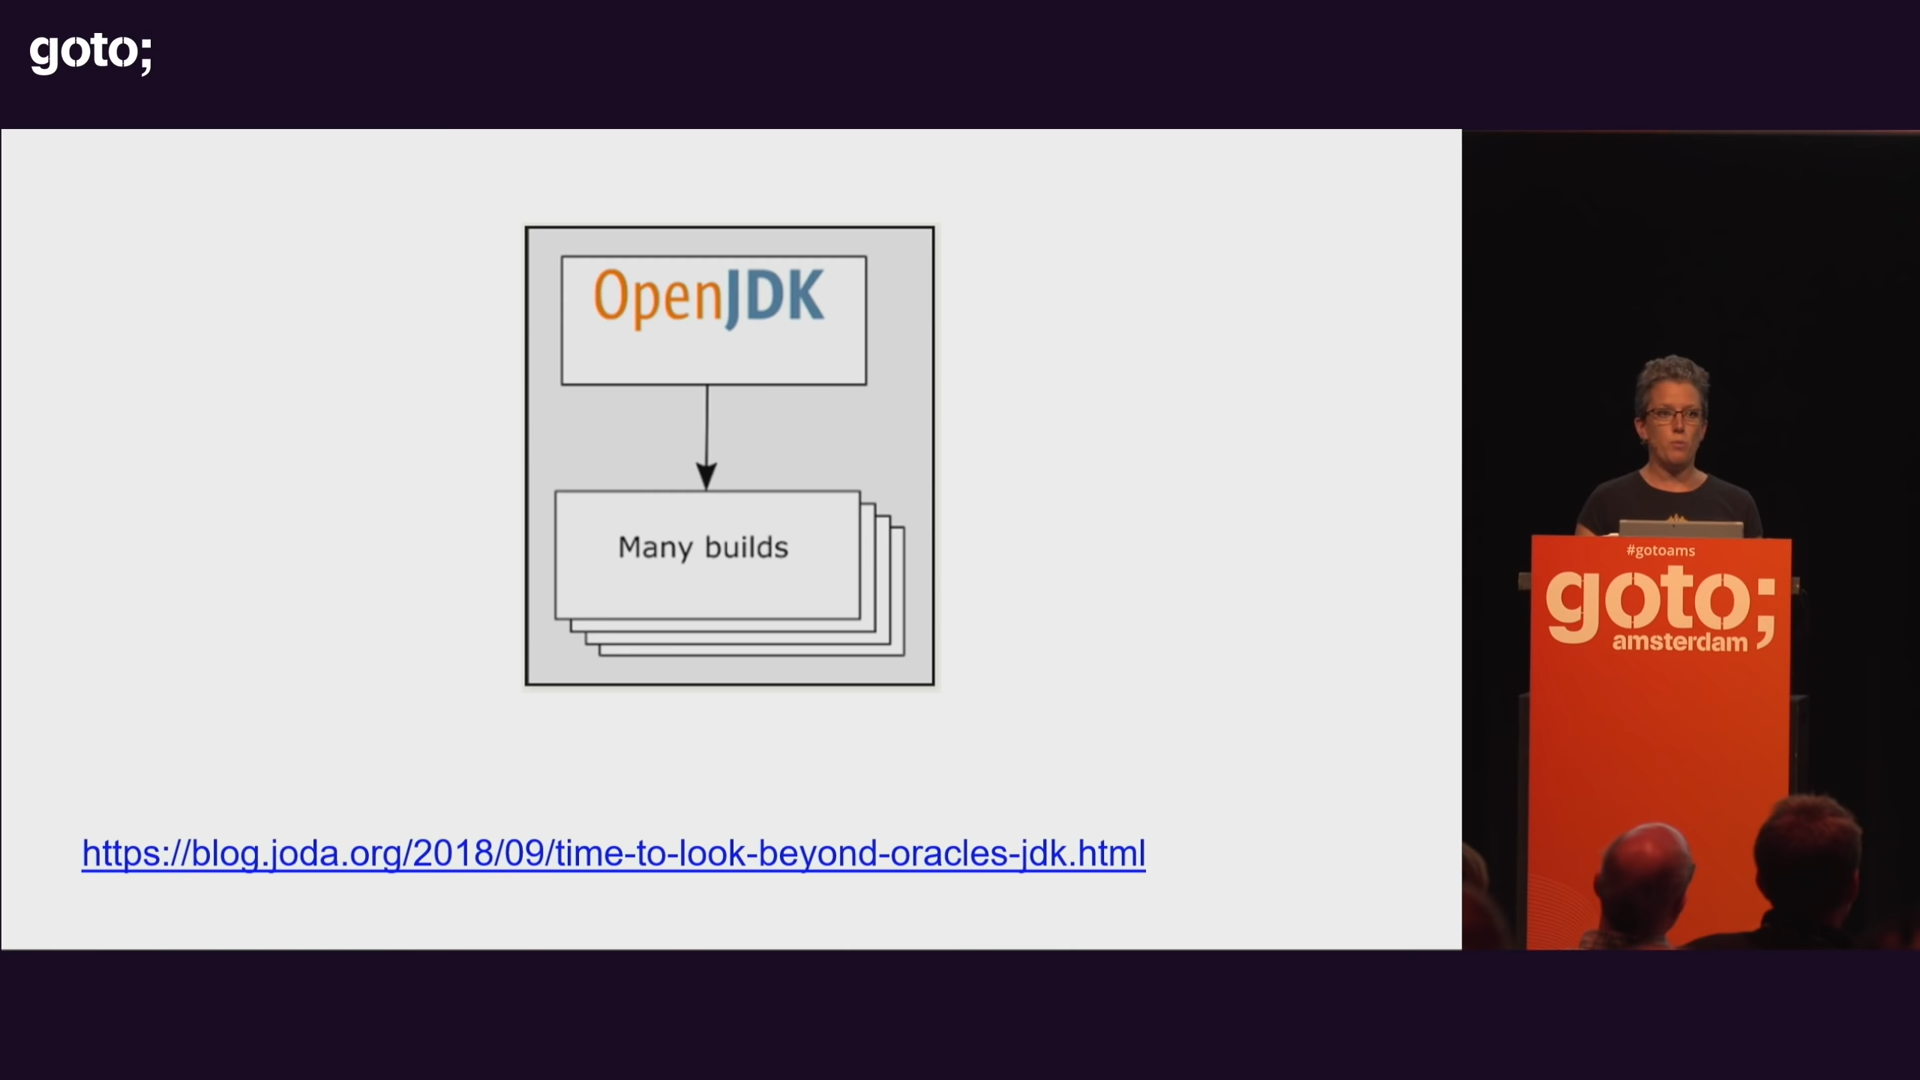 goto;
OpenJDK
Many builds
https://blog.joda.org/2018/09/time-to-look-beyond-oracles-jdk.html
#gotoams
goto;
amsterdam